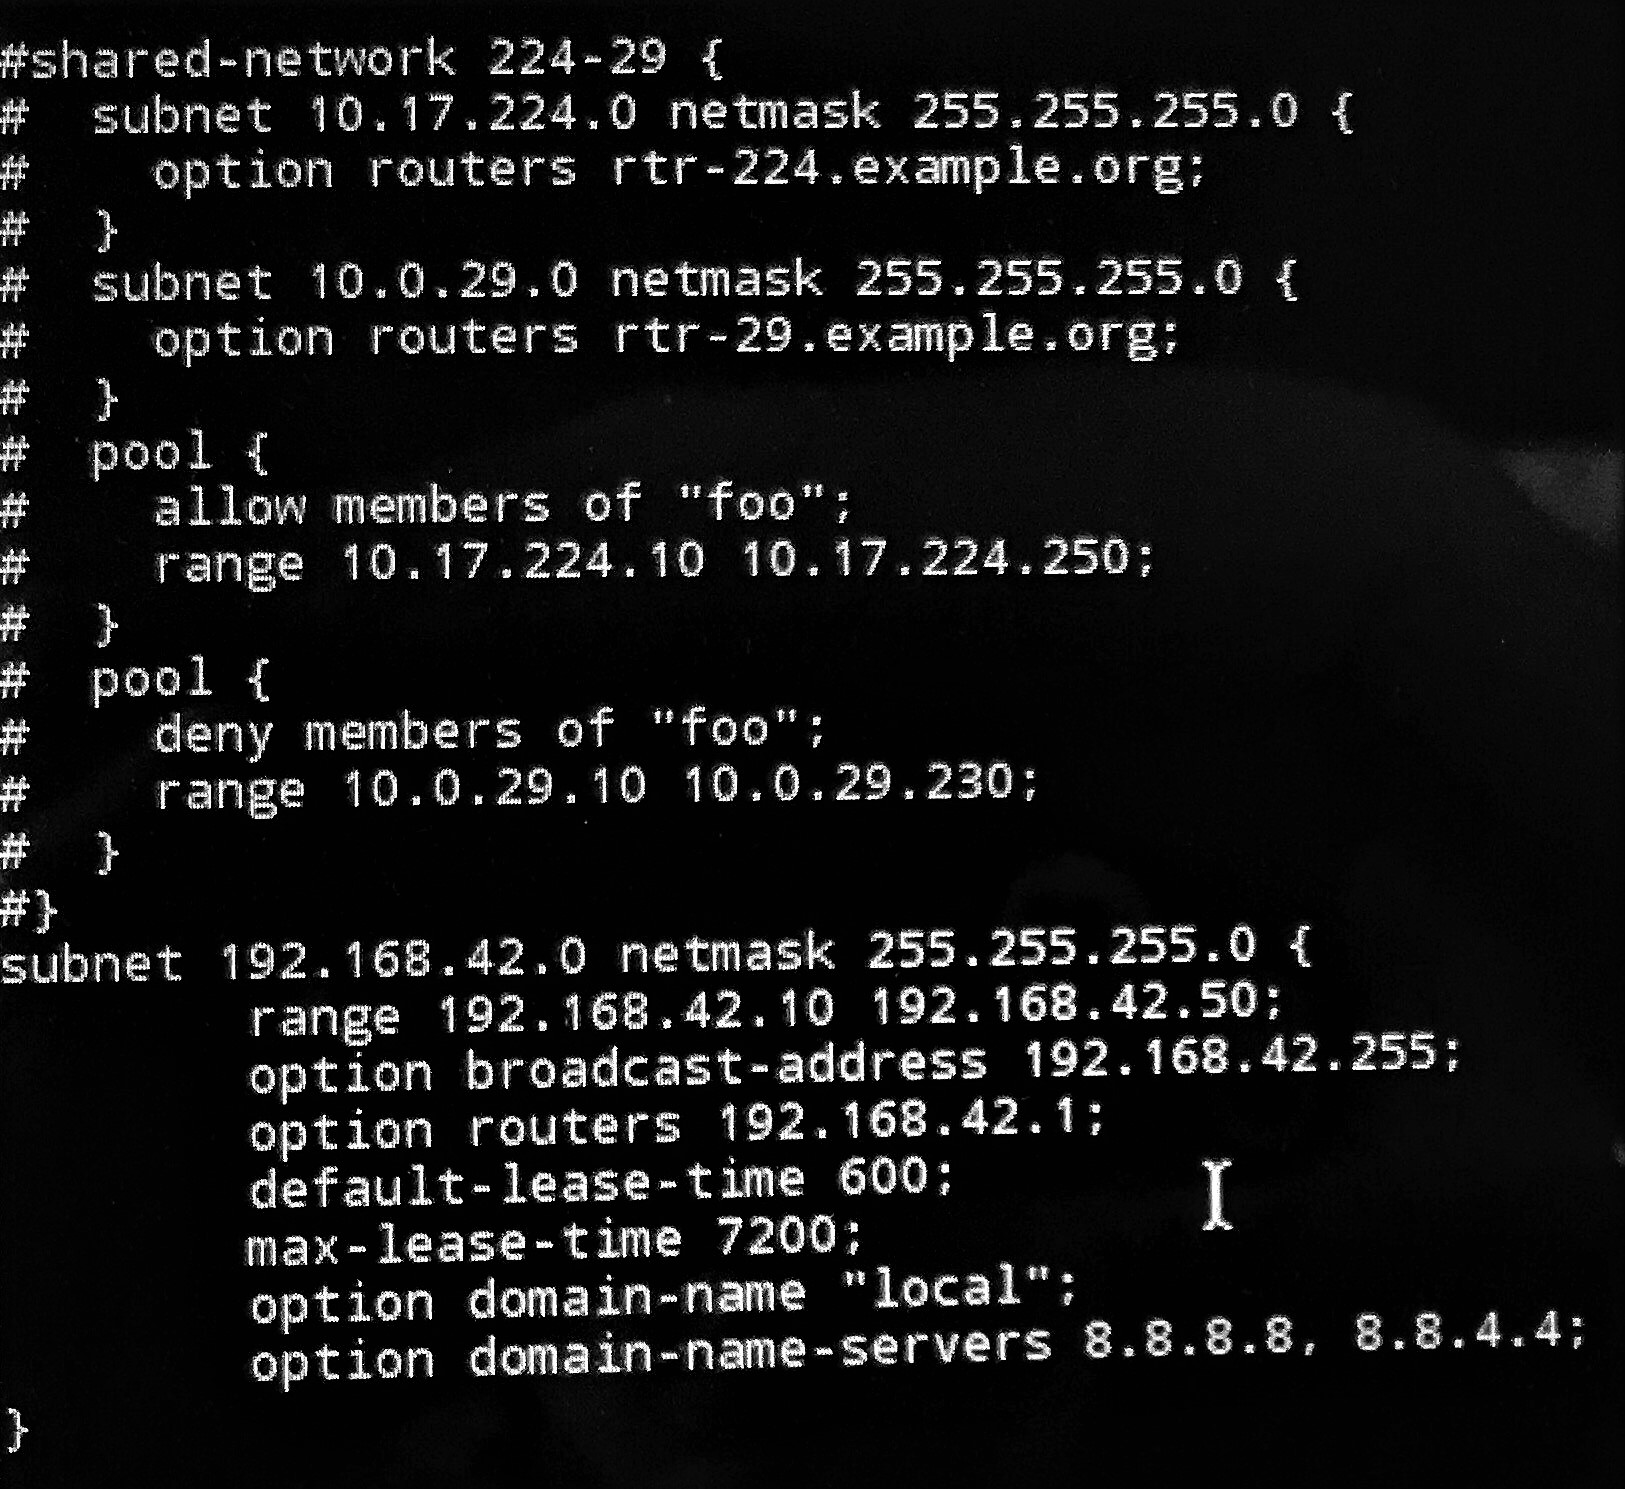 #shared-network 224-29 {
#  subnet 10.17.224.0 netmask 255.255.255.0 {
#    option routers rtr-224.example.org;
#  }
#  subnet 10.0.29.0 netmask 255.255.255.0 {
#    option routers rtr-29.example.org;
#  }
#  pool {
#    allow members of "foo";
#    range 10.17.224.10 10.17.224.250;
#  }
#  pool {
#    deny members of "foo";
#    range 10.0.29.10 10.0.29.230;
#  }
#}
subnet 192.168.42.0 netmask 255.255.255.0 {
        range 192.168.42.10 192.168.42.50;
        option broadcast-address 192.168.42.255;
        option routers 192.168.42.1;
        default-lease-time 600;
        max-lease-time 7200;
        option domain-name "local";
        option domain-name-servers 8.8.8.8, 8.8.4.4;
}